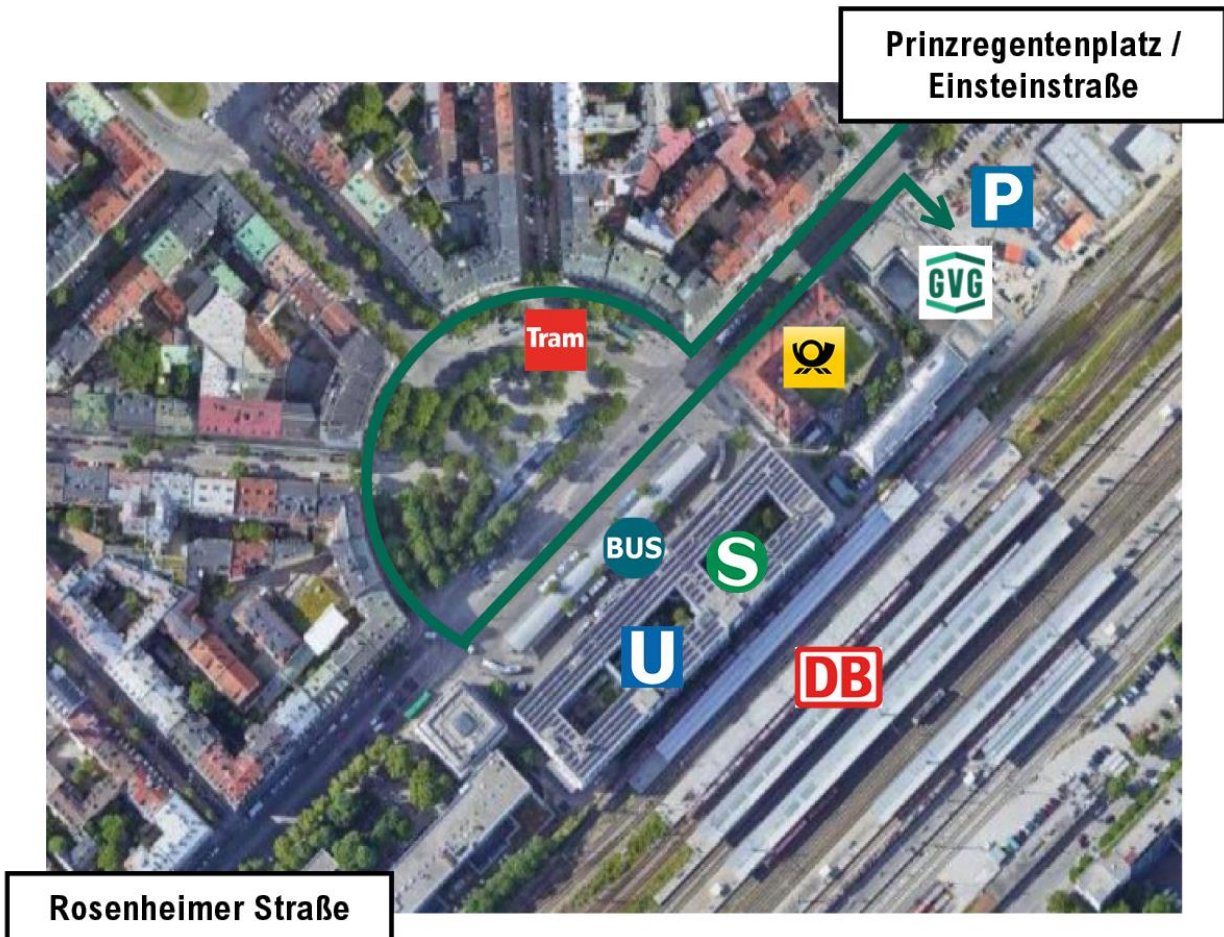 Prinzregentenplatz /
Einsteinstraße
P
GVG
Tram
BUS
S
U
DB
Rosenheimer Straße